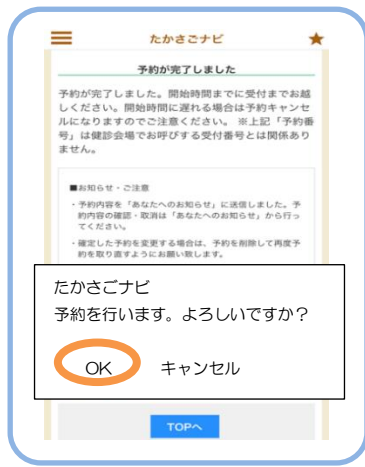 たかさごナビ
予約が完了しました
予約が完了しました。開始時間までに受付までお越
しください。開始時間に遅れる場合は予約キャンセ
ルになりますのでご注意ください。 ※上記「予約番
号」は健診会場でお呼びする受付番号とは関係あり
ません。
■お知らせ・ご注意
・予約内容を「あなたへのお知らせ」に送信しました。予
約内容の確認・取消は「あなたへのお知らせ」から行っ
てください。
・確定した予約を変更する場合は、予約を削除して再度予
約を取り直すようにお願い致します。
たかさごナビ
予約を行います。よろしいですか？
OK キャンセル
TOPへ